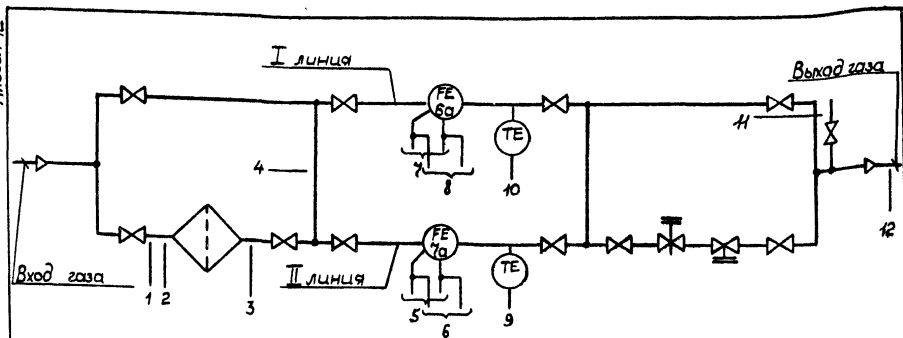 I линия
Выход газа
FE
6а
11
7
8
TE
10
4
12
FE
7а
Вход газа
1 2
3
II линия
5
6
TE
9